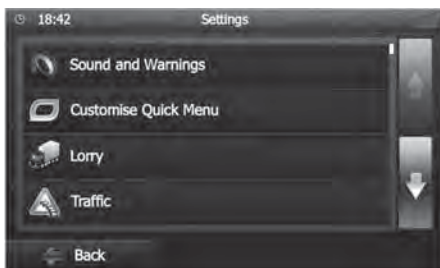 18:42 Settings
Sound and Warnings
Customise Quick Menu
Lorry
Traffic
Back